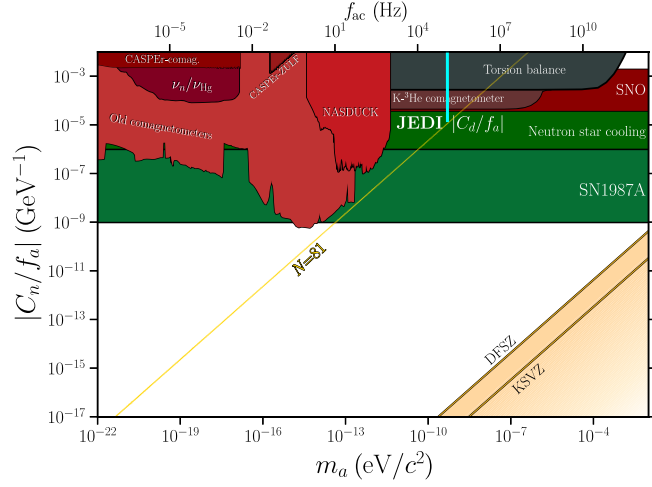 f_ac (Hz)
10^−5 10^−2 10^1 10^4 10^7 10^10
|C_n/f_a| (GeV^−1)
10^−3
10^−5
10^−7
10^−9
10^−11
10^−13
10^−15
10^−17
CASPEr-comag.
ν_n/ν_Hg
CASPEr-ZULF
Old comagnetometers
NASDUCK
Torsion balance
K-³He comagnetometer
SNO
JEDI |C_d/f_a|
Neutron star cooling
SN1987A
N=81
DFSZ
KSVZ
10^−22 10^−19 10^−16 10^−13 10^−10 10^−7 10^−4
m_a (eV/c^2)